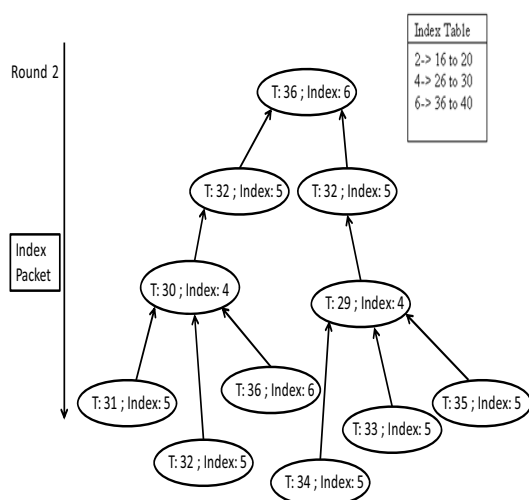 Index Table
2-> 16 to 20
4-> 26 to 30
6-> 36 to 40
Round 2
T: 36 ; Index: 6
T: 32 ; Index: 5
T: 32 ; Index: 5
Index
Packet
T: 30 ; Index: 4
T: 29 ; Index: 4
T: 31 ; Index: 5
T: 36 ; Index: 6
T: 35 ; Index: 5
T: 33 ; Index: 5
T: 32 ; Index: 5
T: 34 ; Index: 5